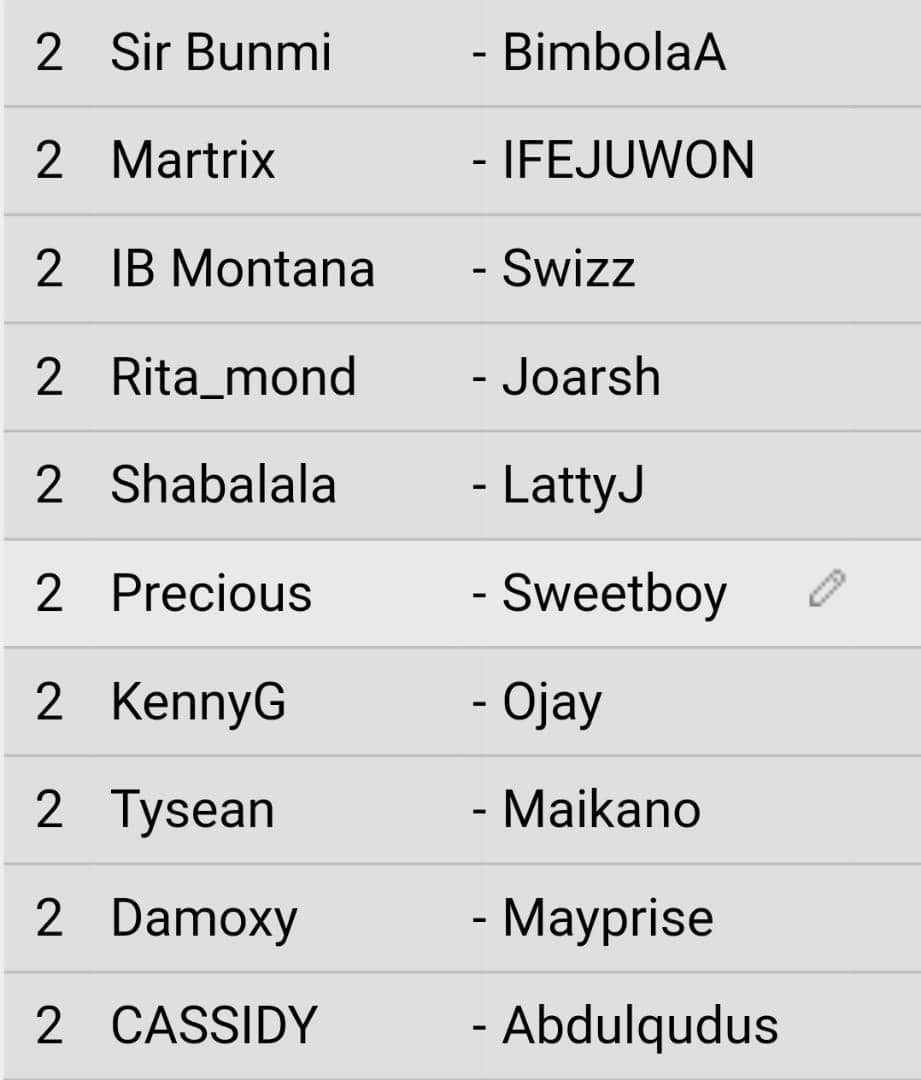 2 Sir Bunmi - BimbolaA
2 Martrix - IFEJUWON
2 IB Montana - Swizz
2 Rita_mond - Joarsh
2 Shabalala - LattyJ
2 Precious - Sweetboy
2 KennyG - Ojay
2 Tysean - Maikano
2 Damoxy - Mayprise
2 CASSIDY - Abdulqudus